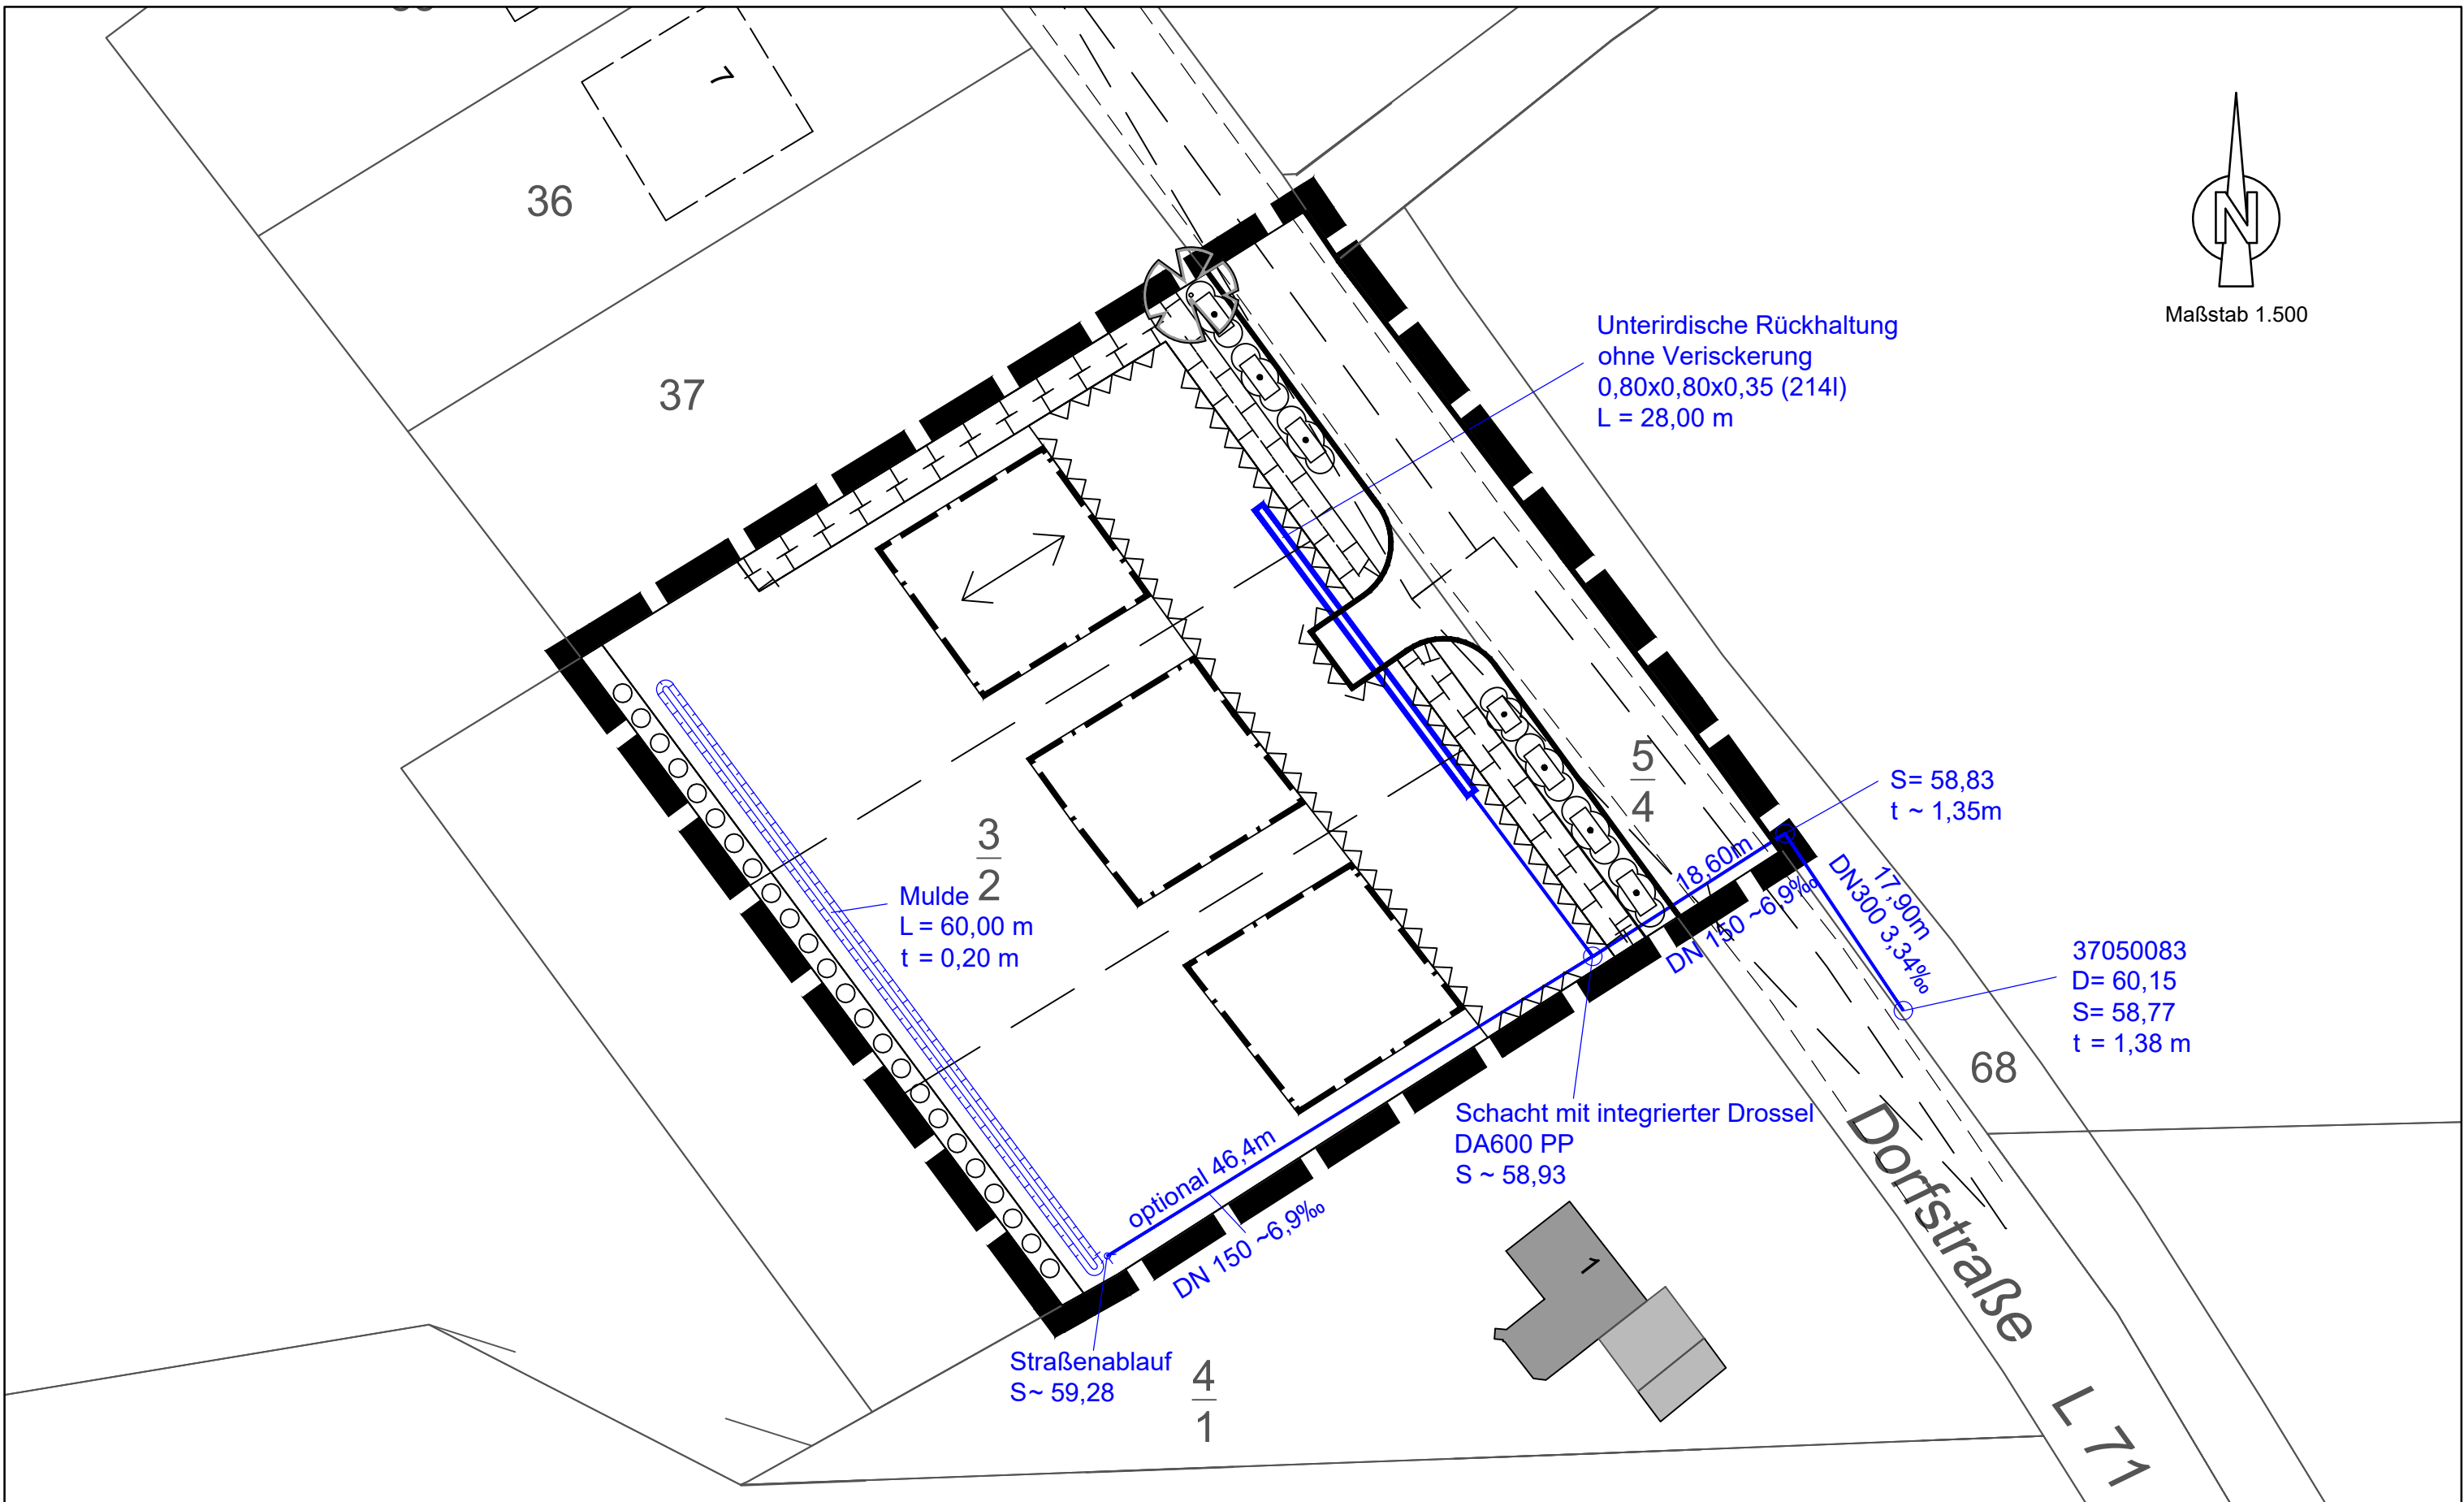 7
36
N
Maßstab 1.500
37
Unterirdische Rückhaltung
ohne Verisckerung
0,80x0,80x0,35 (214l)
L = 28,00 m
5
4
S= 58,83
t ~ 1,35m
3
2
Mulde
L = 60,00 m
t = 0,20 m
18,60m
DN 150 ~6,9‰
17,90m
DN300 3,34‰
37050083
D= 60,15
S= 58,77
t = 1,38 m
68
Schacht mit integrierter Drossel
DA600 PP
S ~ 58,93
optional 46,4m
DN 150 ~6,9‰
1
Straßenablauf
S~ 59,28
4
1
Dorfstraße
L 71